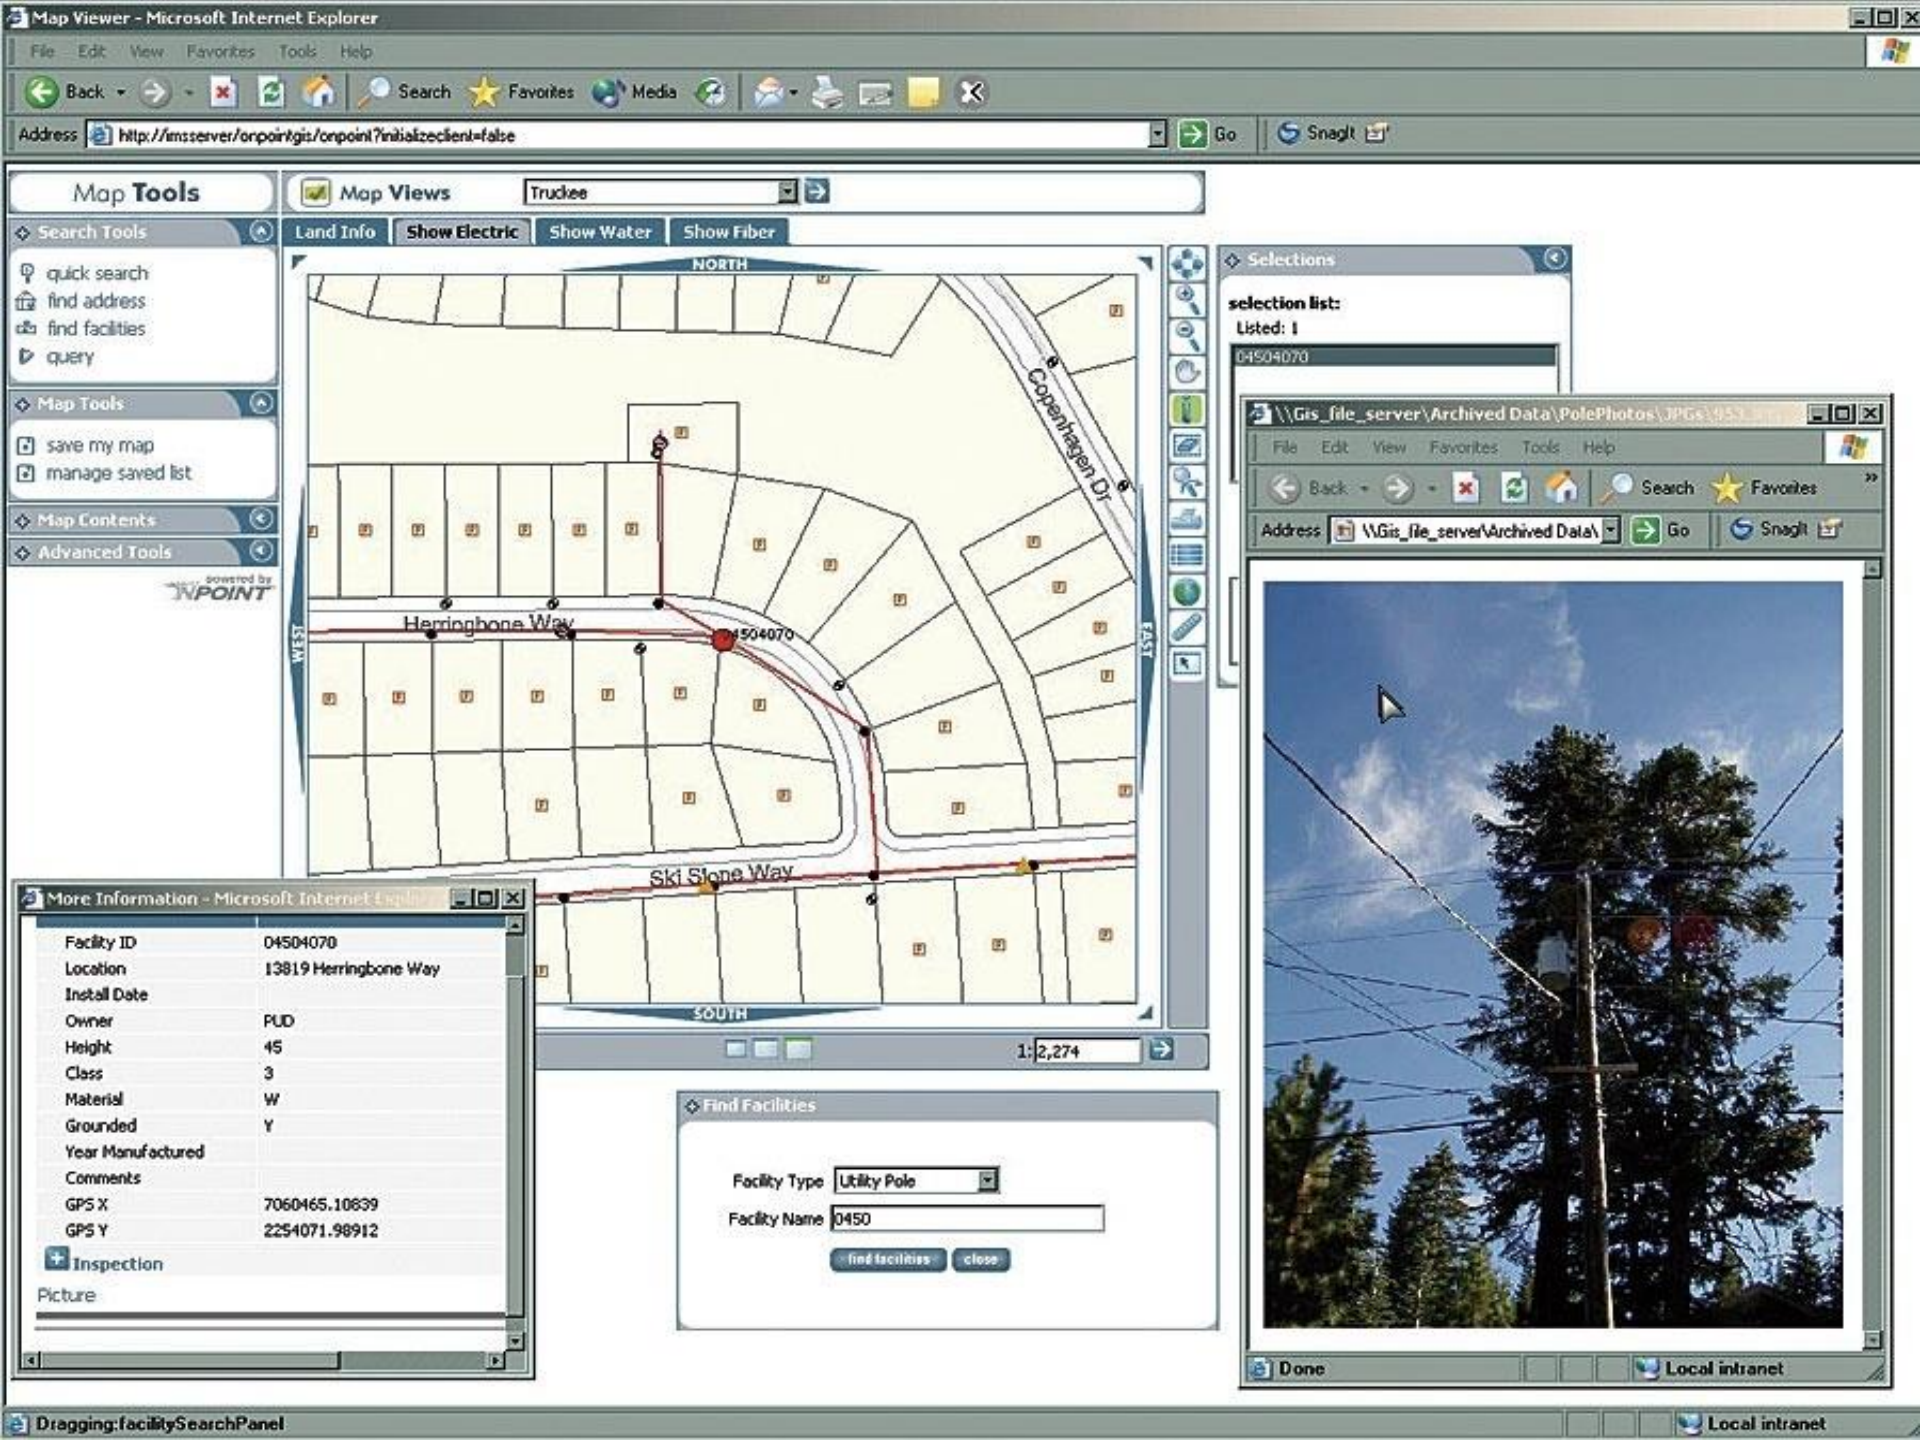 Map Viewer - Microsoft Internet Explorer
File Edit View Favorites Tools Help
Back Search Favorites Media
Address http://imsserver/onpointgis/onpoint?initializeclient=false Go SnagIt
Map Tools
Map Views Truckee
Search Tools
quick search
find address
find facilities
query
Map Tools
save my map
manage saved list
Map Contents
Advanced Tools
powered by
NPOINT
Land Info Show Electric Show Water Show Fiber
NORTH
WEST
EAST
SOUTH
Copenhagen Dr
Herringbone Way
04504070
Ski Slope Way
1: 2,274
Selections
selection list:
Listed: 1
04504070
\\Gis_file_server\Archived Data\PolePhotos\JPGs\
File Edit View Favorites Tools Help
Back Search Favorites »
Address \\Gis_file_server\Archived Data\ Go SnagIt
Done Local intranet
More Information - Microsoft Internet
Facility ID 04504070
Location 13819 Herringbone Way
Install Date
Owner PUD
Height 45
Class 3
Material W
Grounded Y
Year Manufactured
Comments
GPS X 7060465.10839
GPS Y 2254071.98912
Inspection
Picture
Find Facilities
Facility Type Utility Pole
Facility Name 0450
find facilities close
Dragging:facilitySearchPanel Local intranet